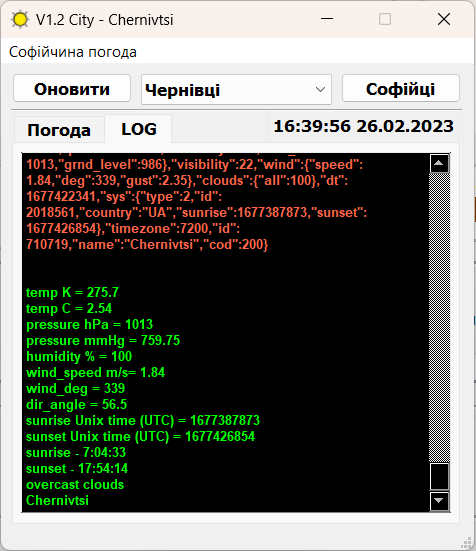 V1.2 City - Chernivtsi
Софійчина погода
Оновити
Чернівці
Софійці
Погода
LOG
16:39:56 26.02.2023
1013,"grnd_level":986},"visibility":22,"wind":{"speed":
1.84,"deg":339,"gust":2.35},"clouds":{"all":100},"dt":
1677422341,"sys":{"type":2,"id":
2018561,"country":"UA","sunrise":1677387873,"sunset":
1677426854},"timezone":7200,"id":
710719,"name":"Chernivtsi","cod":200}
temp K = 275.7
temp C = 2.54
pressure hPa = 1013
pressure mmHg = 759.75
humidity % = 100
wind_speed m/s= 1.84
wind_deg = 339
dir_angle = 56.5
sunrise Unix time (UTC) = 1677387873
sunset Unix time (UTC) = 1677426854
sunrise - 7:04:33
sunset - 17:54:14
overcast clouds
Chernivtsi